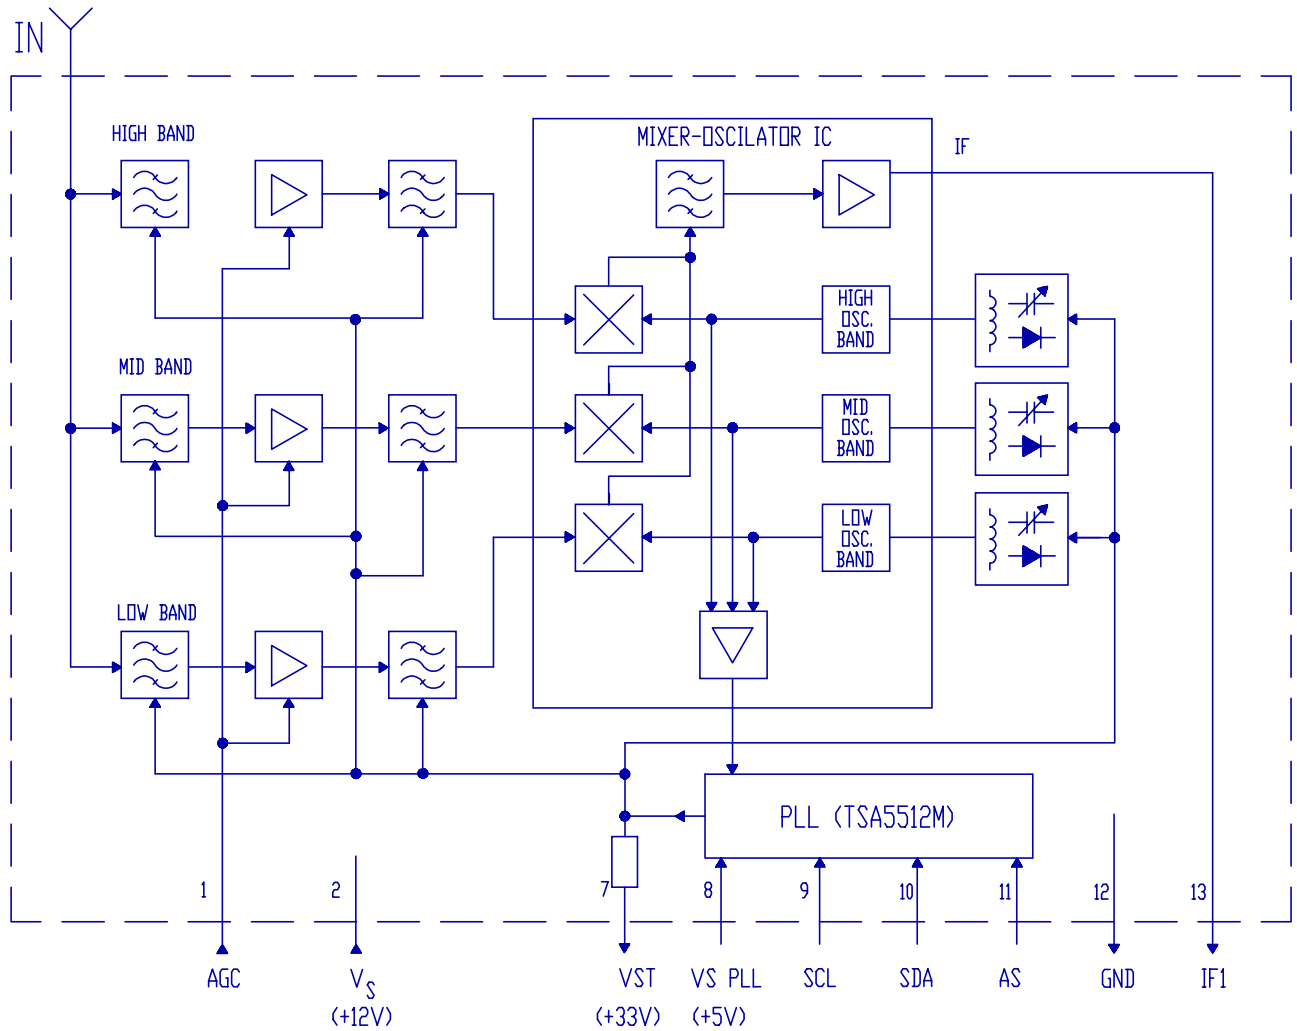 IN
HIGH BAND
MIXER-OSCILATOR IC
IF
HIGH
OSC.
BAND
MID BAND
MID
OSC.
BAND
LOW
OSC.
BAND
LOW BAND
PLL (TSA5512M)
1
2
7
8
9
10
11
12
13
AGC
VS
VST
VS PLL
SCL
SDA
AS
GND
IF1
(+12V)
(+33V)
(+5V)